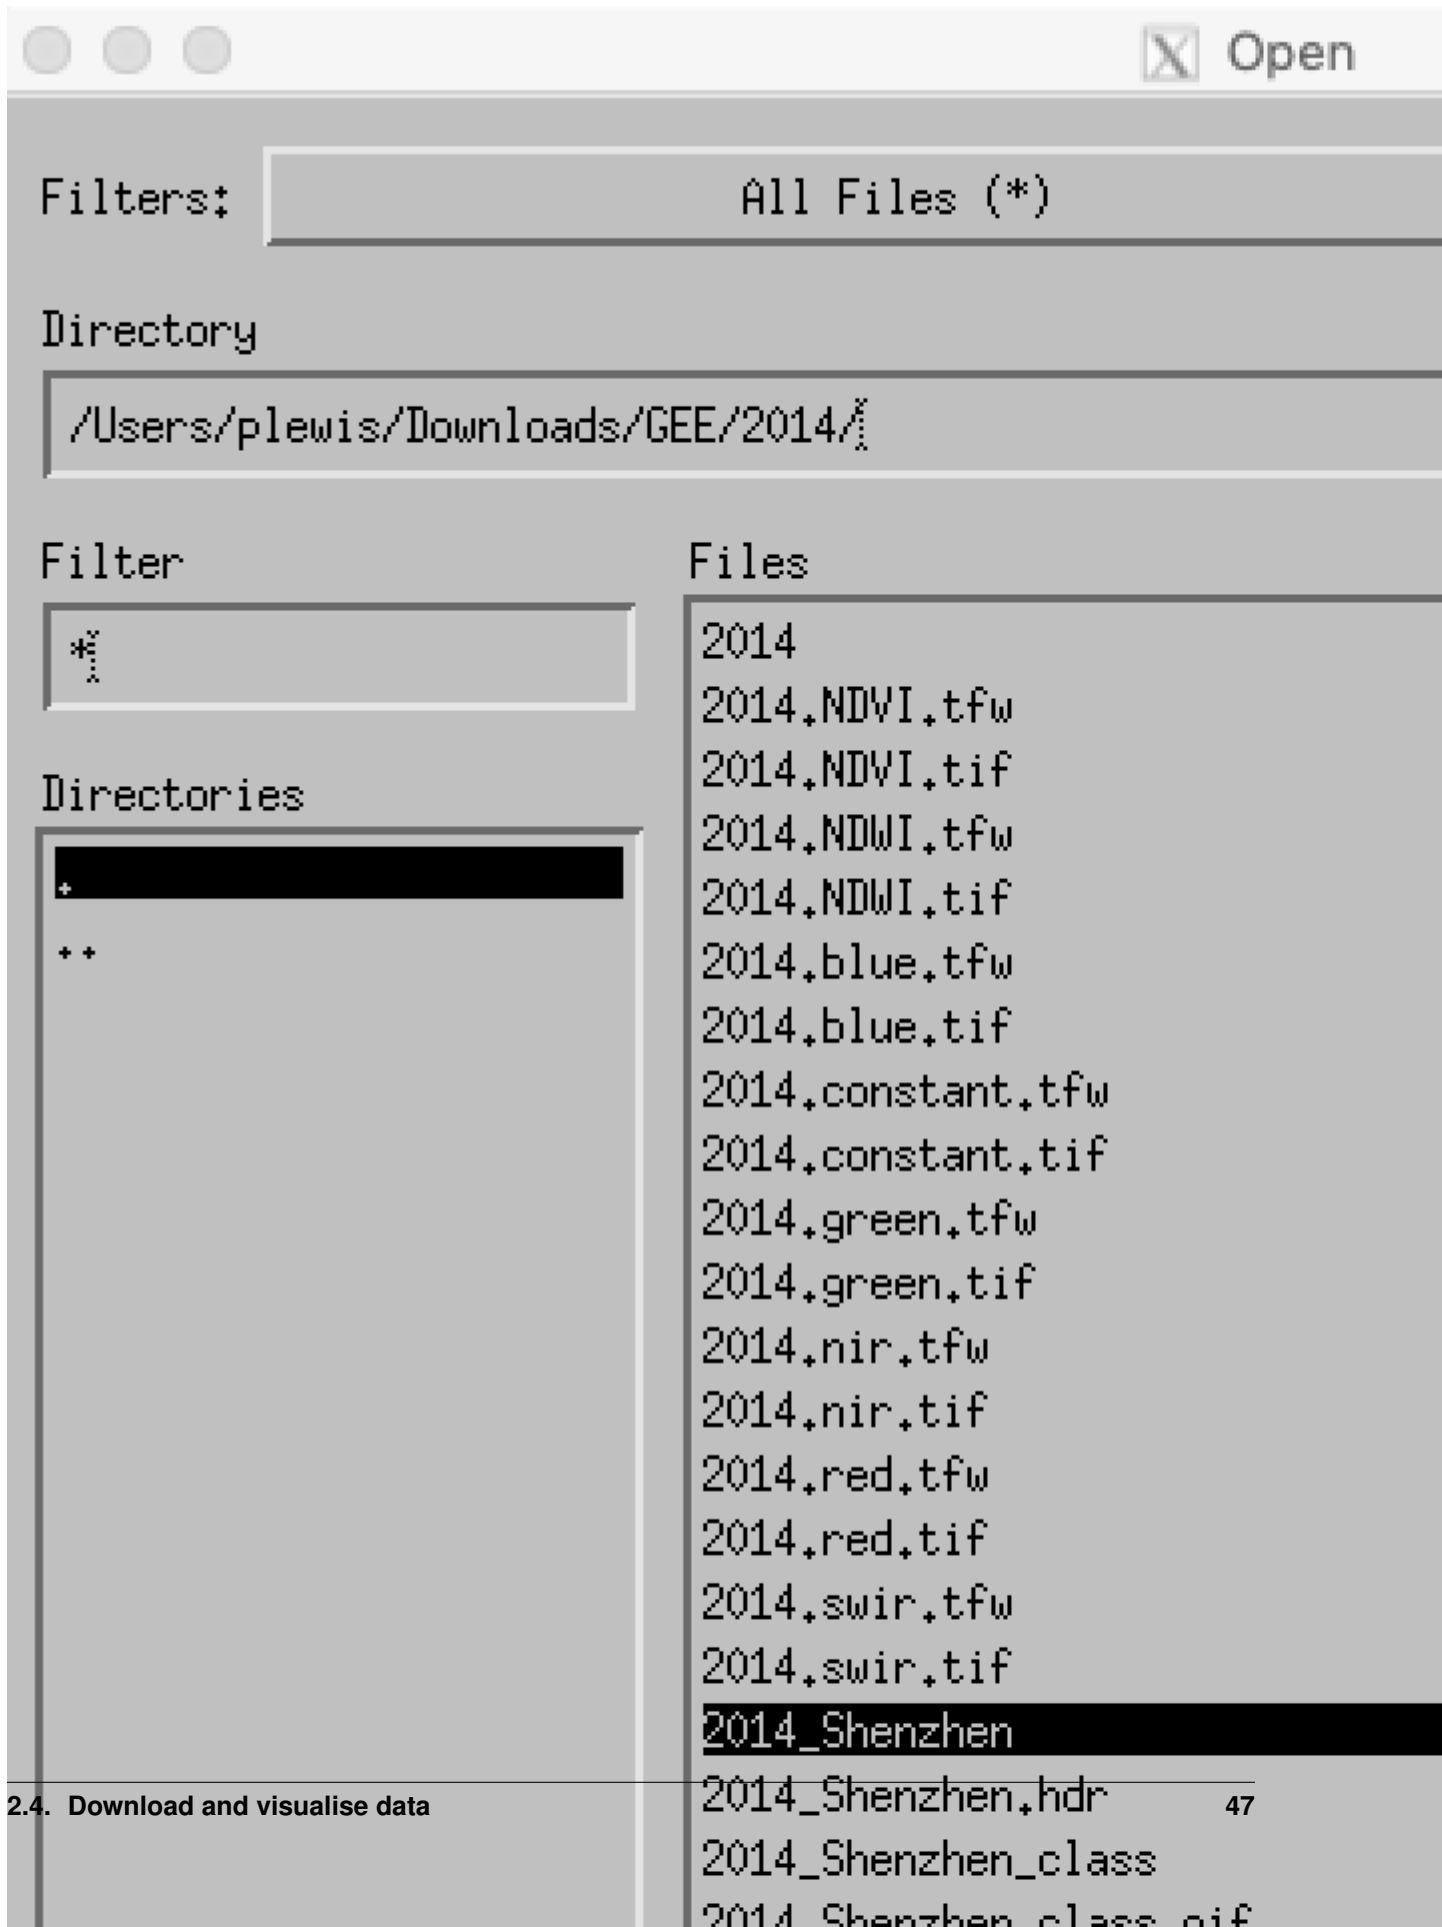 X Open
Filters: All Files (*)
Directory
/Users/plewis/Downloads/GEE/2014/
Filter
*
Directories
.
..
Files
2014
2014.NDVI.tfw
2014.NDVI.tif
2014.NDWI.tfw
2014.NDWI.tif
2014.blue.tfw
2014.blue.tif
2014.constant.tfw
2014.constant.tif
2014.green.tfw
2014.green.tif
2014.nir.tfw
2014.nir.tif
2014.red.tfw
2014.red.tif
2014.swir.tfw
2014.swir.tif
2014_Shenzhen
2014_Shenzhen.hdr
2014_Shenzhen_class
2014_Shenzhen_class.gif
2.4. Download and visualise data 47